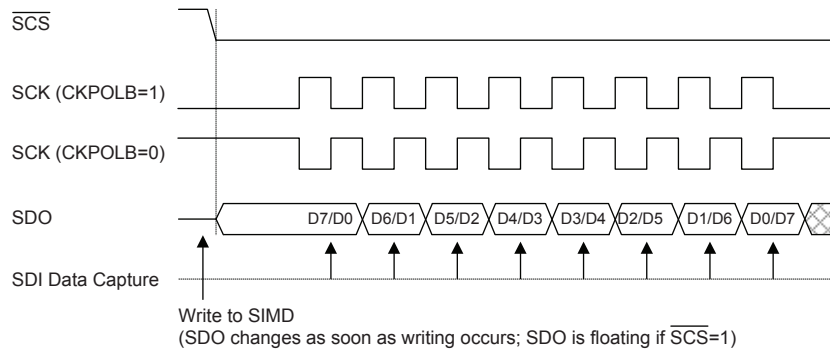 SCS
SCK (CKPOLB=1)
SCK (CKPOLB=0)
SDO D7/D0 D6/D1 D5/D2 D4/D3 D3/D4 D2/D5 D1/D6 D0/D7
SDI Data Capture
Write to SIMD
(SDO changes as soon as writing occurs; SDO is floating if SCS=1)